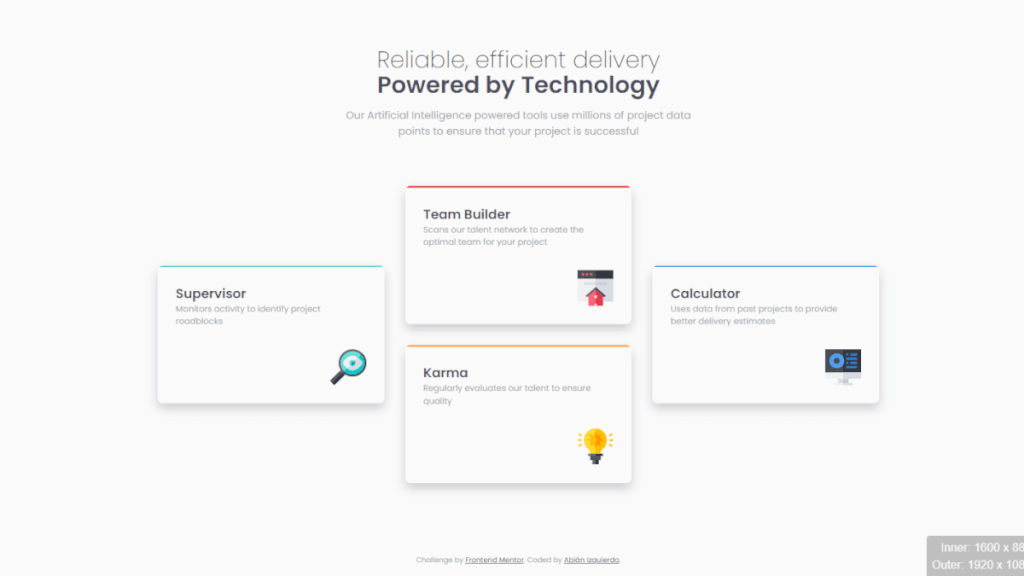 Reliable, efficient delivery
Powered by Technology
Our Artificial Intelligence powered tools use millions of project data
points to ensure that your project is successful
Team Builder
Scans our talent network to create the
optimal team for your project
Supervisor
Monitors activity to identify project
roadblocks
Calculator
Uses data from past projects to provide
better delivery estimates
Karma
Regularly evaluates our talent to ensure
quality
Challenge by Frontend Mentor. Coded by Abián Izquierdo.
Inner: 1600 x 88
Outer: 1920 x 108